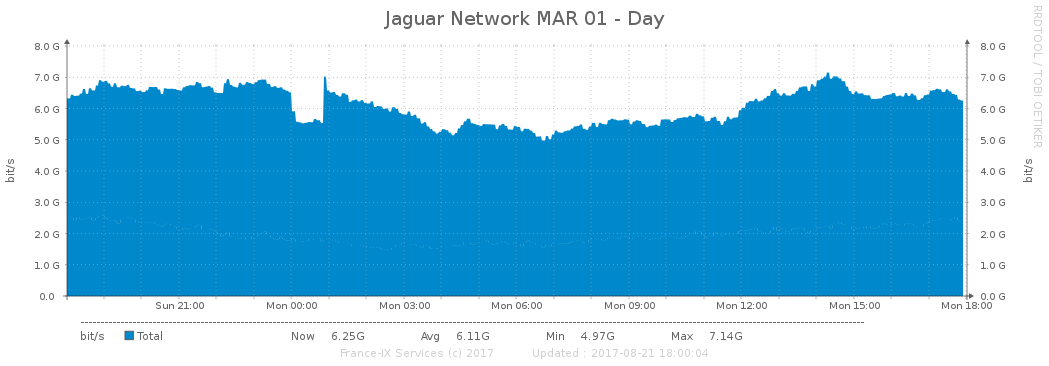 Jaguar Network MAR 01 - Day
RRDTOOL / TOBI OETIKER
8.0 G 8.0 G
7.0 G 7.0 G
6.0 G 6.0 G
5.0 G 5.0 G
4.0 G 4.0 G
3.0 G 3.0 G
2.0 G 2.0 G
1.0 G 1.0 G
0.0 0.0 G
bit/s bit/s
Sun 21:00 Mon 00:00 Mon 03:00 Mon 06:00 Mon 09:00 Mon 12:00 Mon 15:00 Mon 18:00
bit/s Total Now 6.25G Avg 6.11G Min 4.97G Max 7.14G
France-IX Services (c) 2017 Updated : 2017-08-21 18:00:04